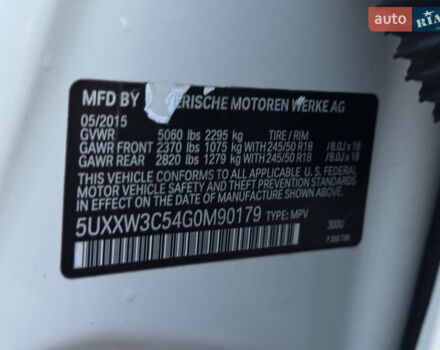 auto RIA
MFD BY ERISCHE MOTOREN WERKE AG
05/2015
GVWR 5060 lbs 2295 kg TIRE / RIM
GAWR FRONT 2370 lbs 1075 kg WITH 245/50 R18 /8.0J x 18
GAWR REAR 2820 lbs 1279 kg WITH 245/50 R18 /8.0J x 18
THIS VEHICLE CONFORMS TO ALL APPLICABLE U.S. FEDERAL
MOTOR VEHICLE SAFETY, BUMPER, AND THEFT PREVENTION
STANDARDS IN EFFECT ON THE DATE OF MANUFACTURE SHOWN ABOVE.
5UXXW3C54G0M90179 TYPE: MPV 300U